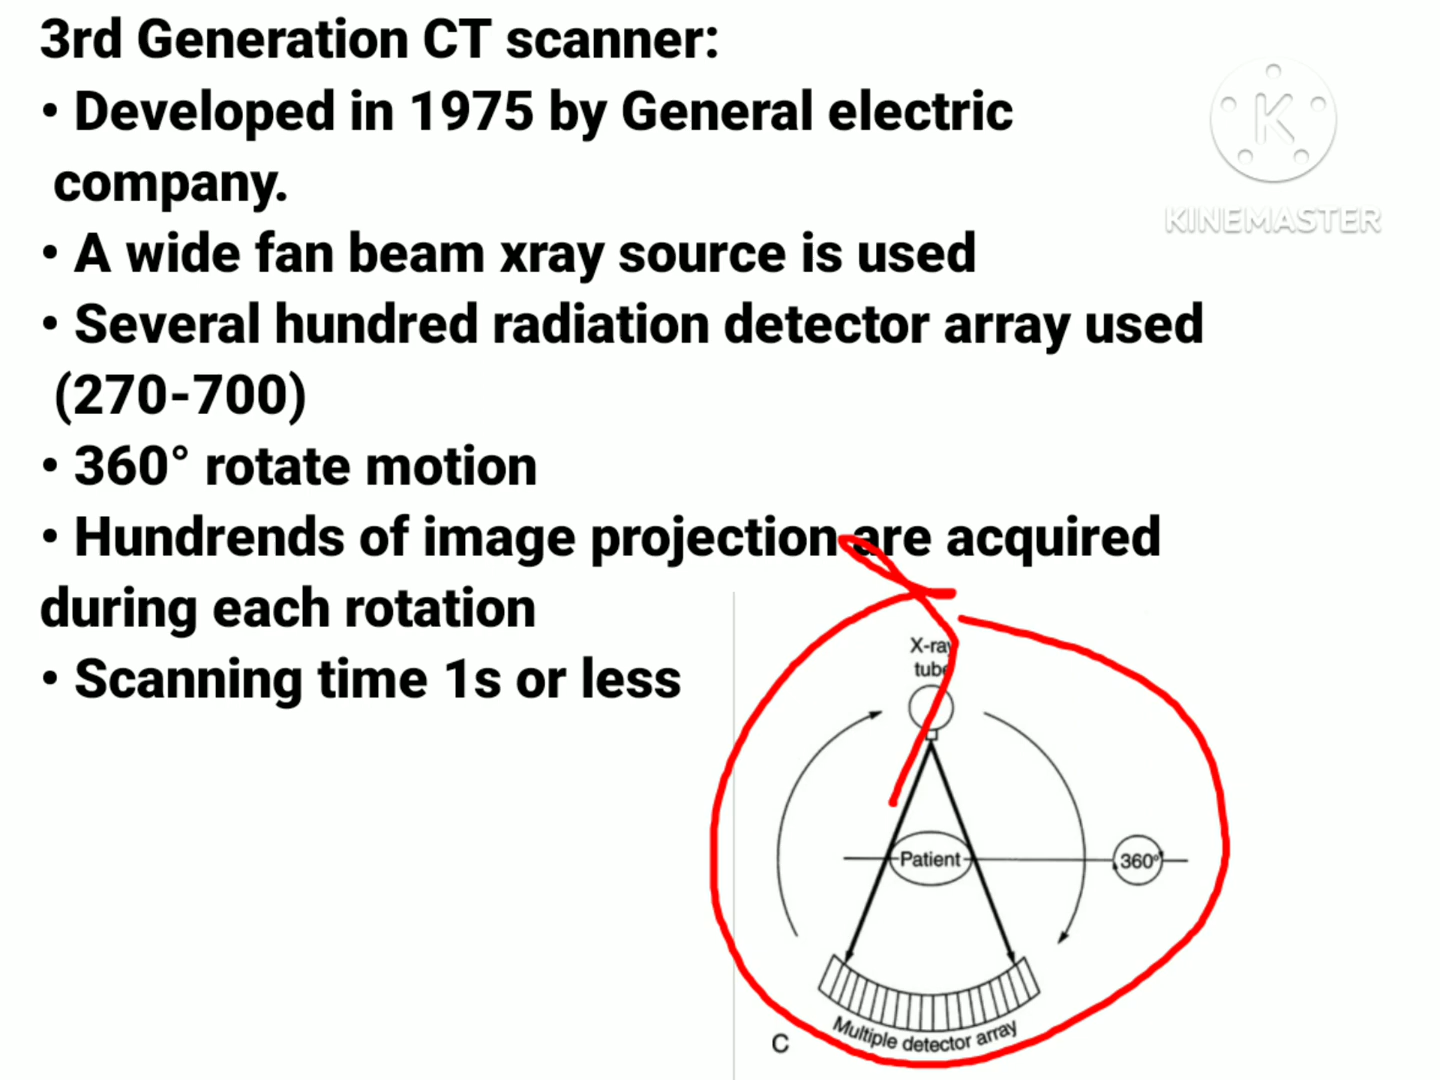 3rd Generation CT scanner:
• Developed in 1975 by General electric
company.
• A wide fan beam xray source is used
• Several hundred radiation detector array used
(270-700)
• 360° rotate motion
• Hundrends of image projection are acquired
during each rotation
• Scanning time 1s or less
K
KINEMASTER
X-ray
tube
Patient
360°
Multiple detector array
C